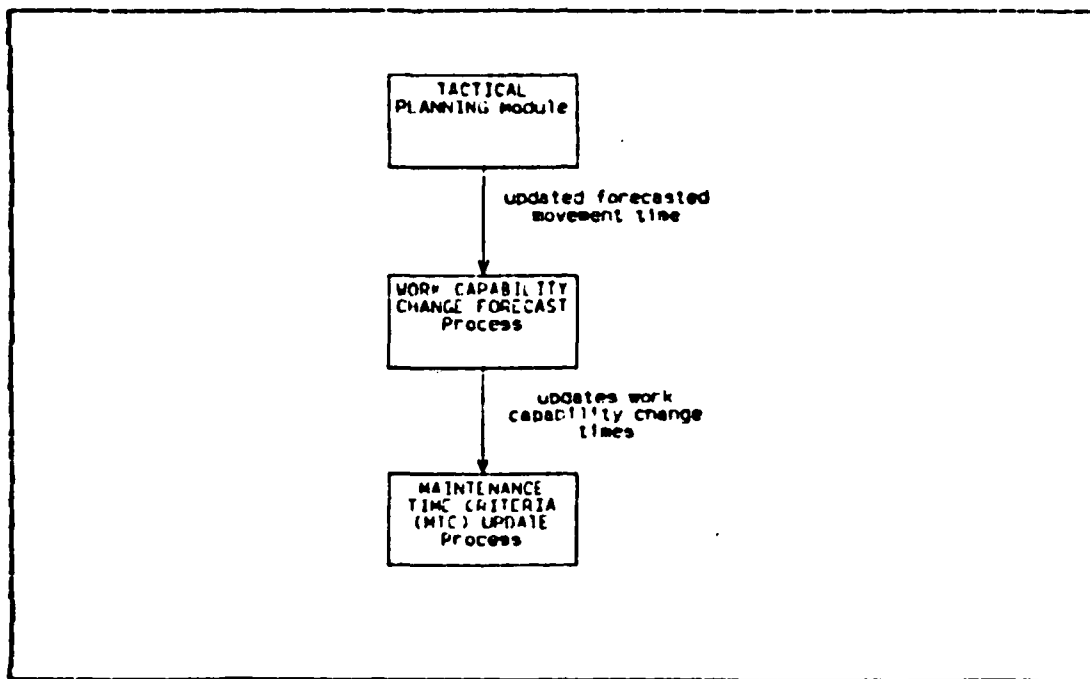 TACTICAL
PLANNING Module
updated forecasted
movement time
WORK CAPABILITY
CHANGE FORECAST
Process
updates work
capability change
times
MAINTENANCE
TIME CRITERIA
(MTC) UPDATE
Process